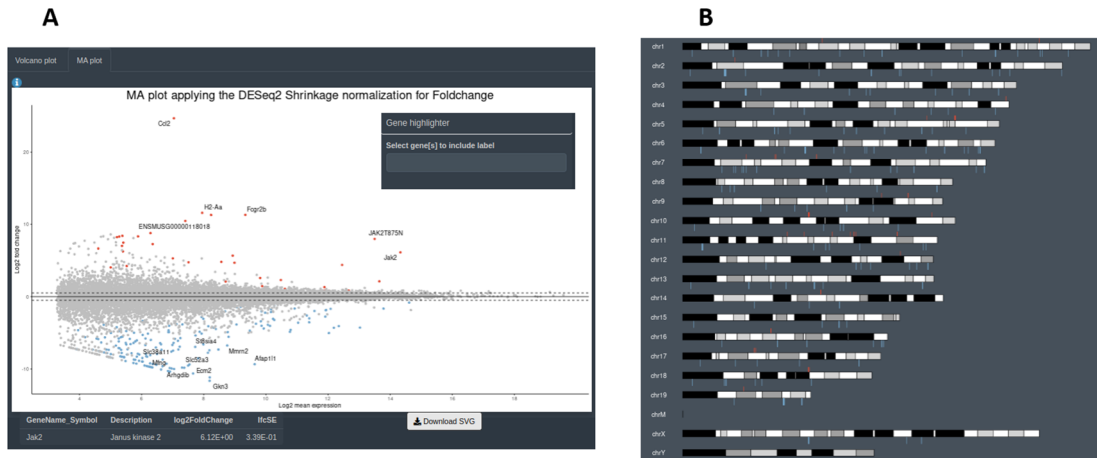 A
B
Volcano plot
MA plot
i
MA plot applying the DESeq2 Shrinkage normalization for Foldchange
Gene highlighter
Select gene[s] to include label
Log2 fold change
20
10
0
-10
Ccl2
H2-Aa
Fcgr2b
ENSMUSG00000118018
JAK2T875N
Jak2
St6sia4
Slc38a11
Mmrn2
Slc52a3
Afap1l1
Arhgdib
Ecm2
Gkn3
4
6
8
10
12
14
16
18
Log2 mean expression
GeneName_Symbol Description log2FoldChange lfcSE
Jak2 Janus kinase 2 6.12E+00 3.39E-01
Download SVG
chr1
chr2
chr3
chr4
chr5
chr6
chr7
chr8
chr9
chr10
chr11
chr12
chr13
chr14
chr15
chr16
chr17
chr18
chr19
chrM
chrX
chrY